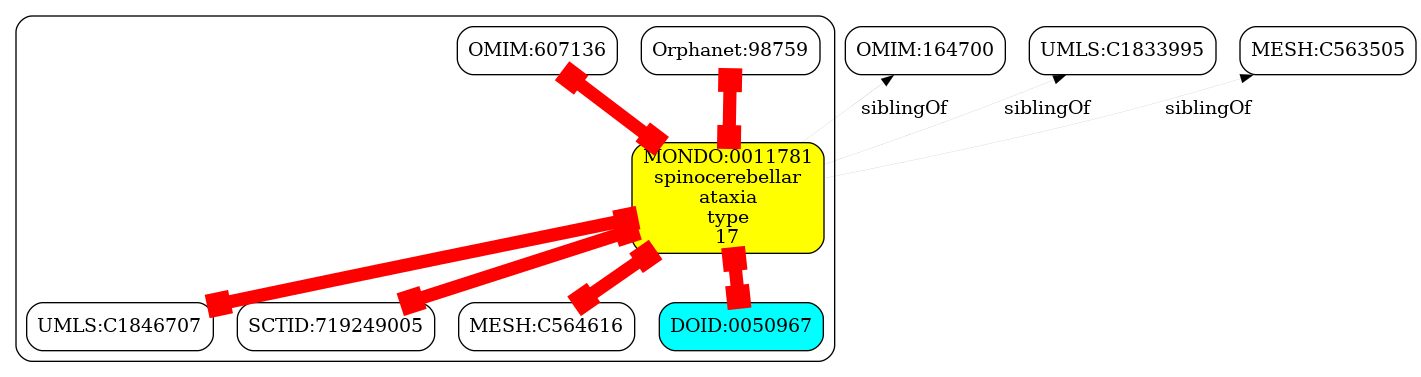 OMIM:607136
Orphanet:98759
OMIM:164700
UMLS:C1833995
MESH:C563505
siblingOf
siblingOf
siblingOf
MONDO:0011781
spinocerebellar
ataxia
type
17
UMLS:C1846707
SCTID:719249005
MESH:C564616
DOID:0050967